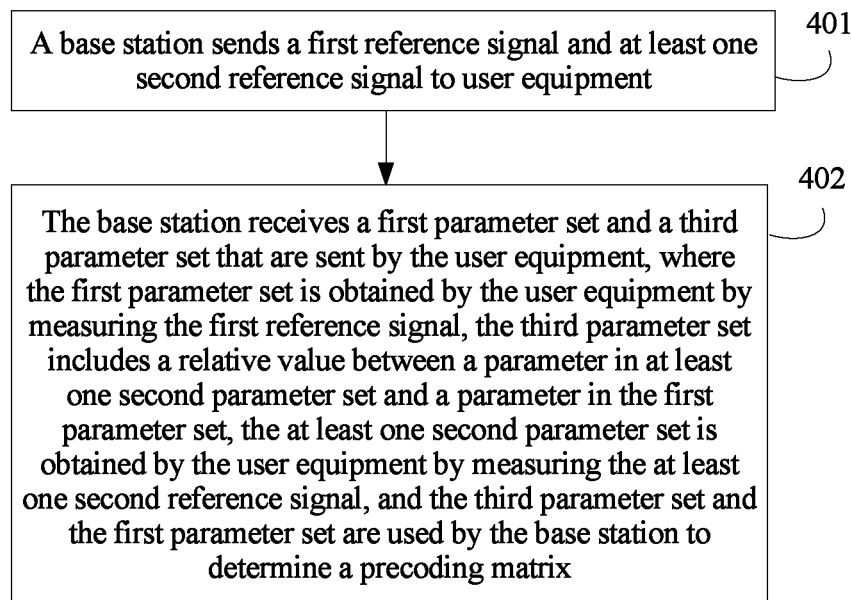 A base station sends a first reference signal and at least one
second reference signal to user equipment
401
The base station receives a first parameter set and a third
parameter set that are sent by the user equipment, where
the first parameter set is obtained by the user equipment by
measuring the first reference signal, the third parameter set
includes a relative value between a parameter in at least
one second parameter set and a parameter in the first
parameter set, the at least one second parameter set is
obtained by the user equipment by measuring the at least
one second reference signal, and the third parameter set and
the first parameter set are used by the base station to
determine a precoding matrix
402